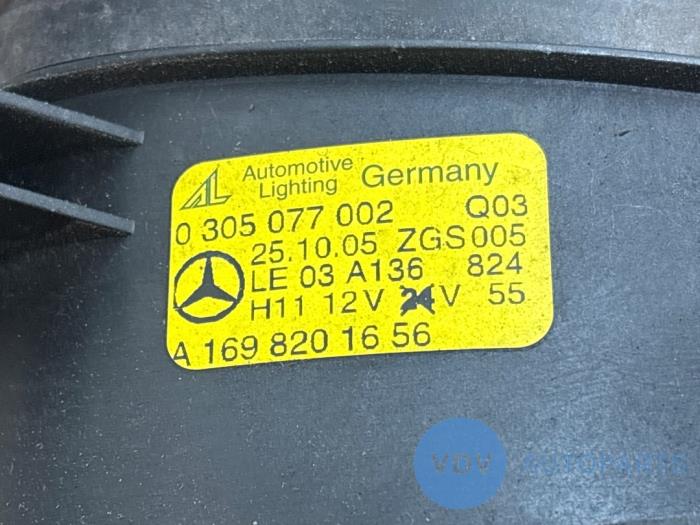 AL Automotive Lighting Germany
0 305 077 002 Q03
25.10.05 ZGS 005
LE 03 A136 824
H11 12V 24V 55
A 169 820 16 56
VDV AUTOPARTS